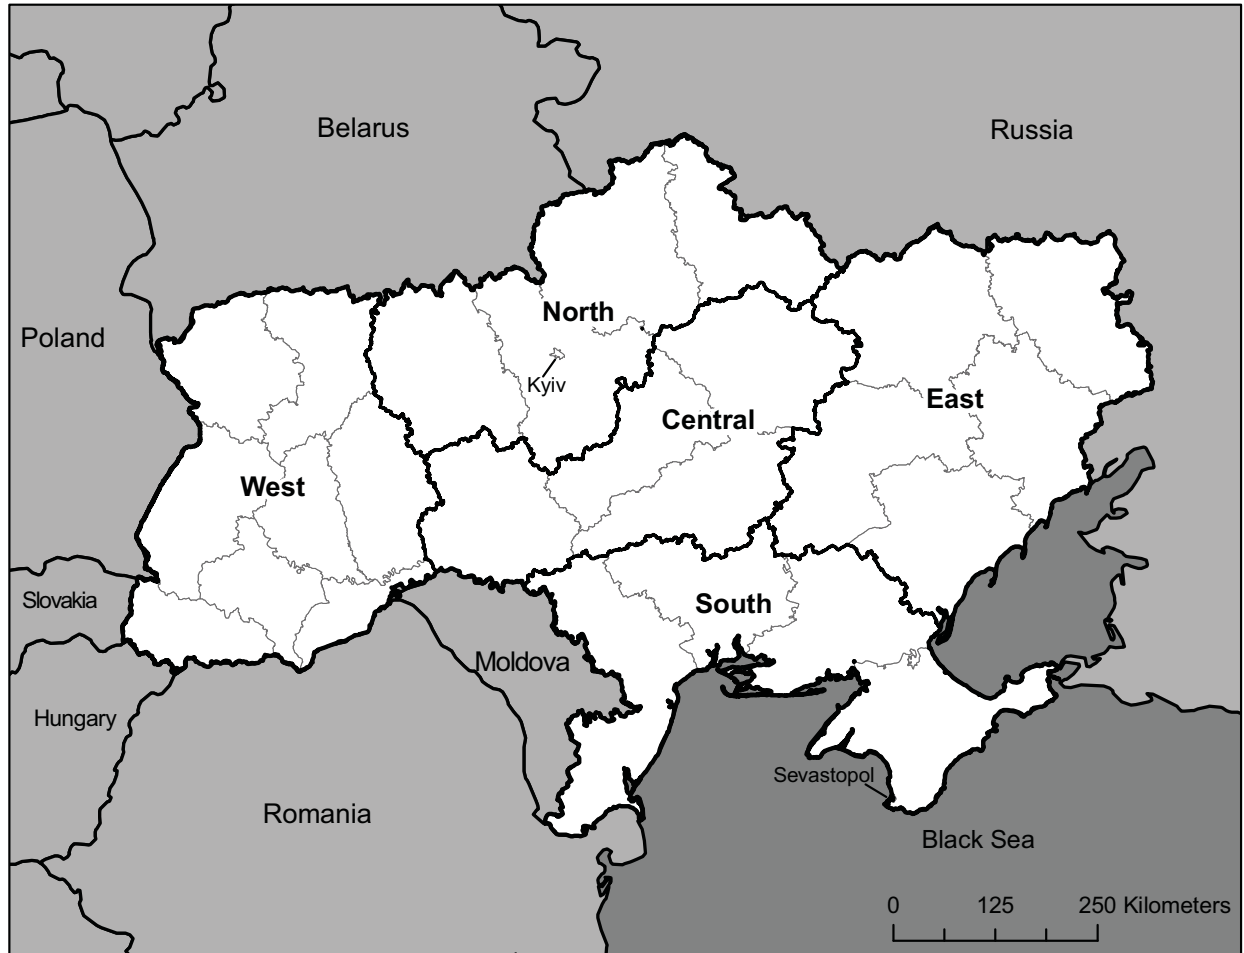 Belarus
Russia
North
Poland
Kyiv
East
Central
West
Slovakia
South
Moldova
Hungary
Sevastopol
Romania
Black Sea
0 125 250 Kilometers